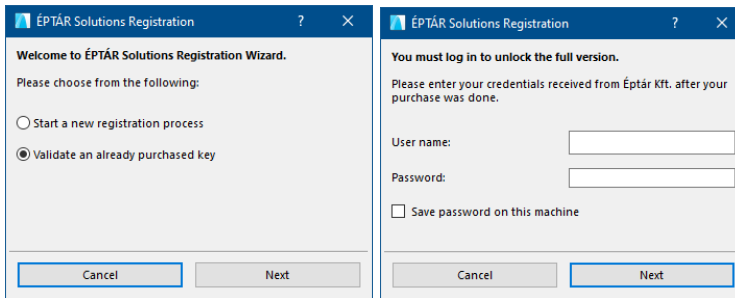 ÉPTÁR Solutions Registration
Welcome to ÉPTÁR Solutions Registration Wizard.
Please choose from the following:
Start a new registration process
Validate an already purchased key
Cancel
Next
ÉPTÁR Solutions Registration
You must log in to unlock the full version.
Please enter your credentials received from Éptár Kft. after your
purchase was done.
User name:
Password:
Save password on this machine
Cancel
Next